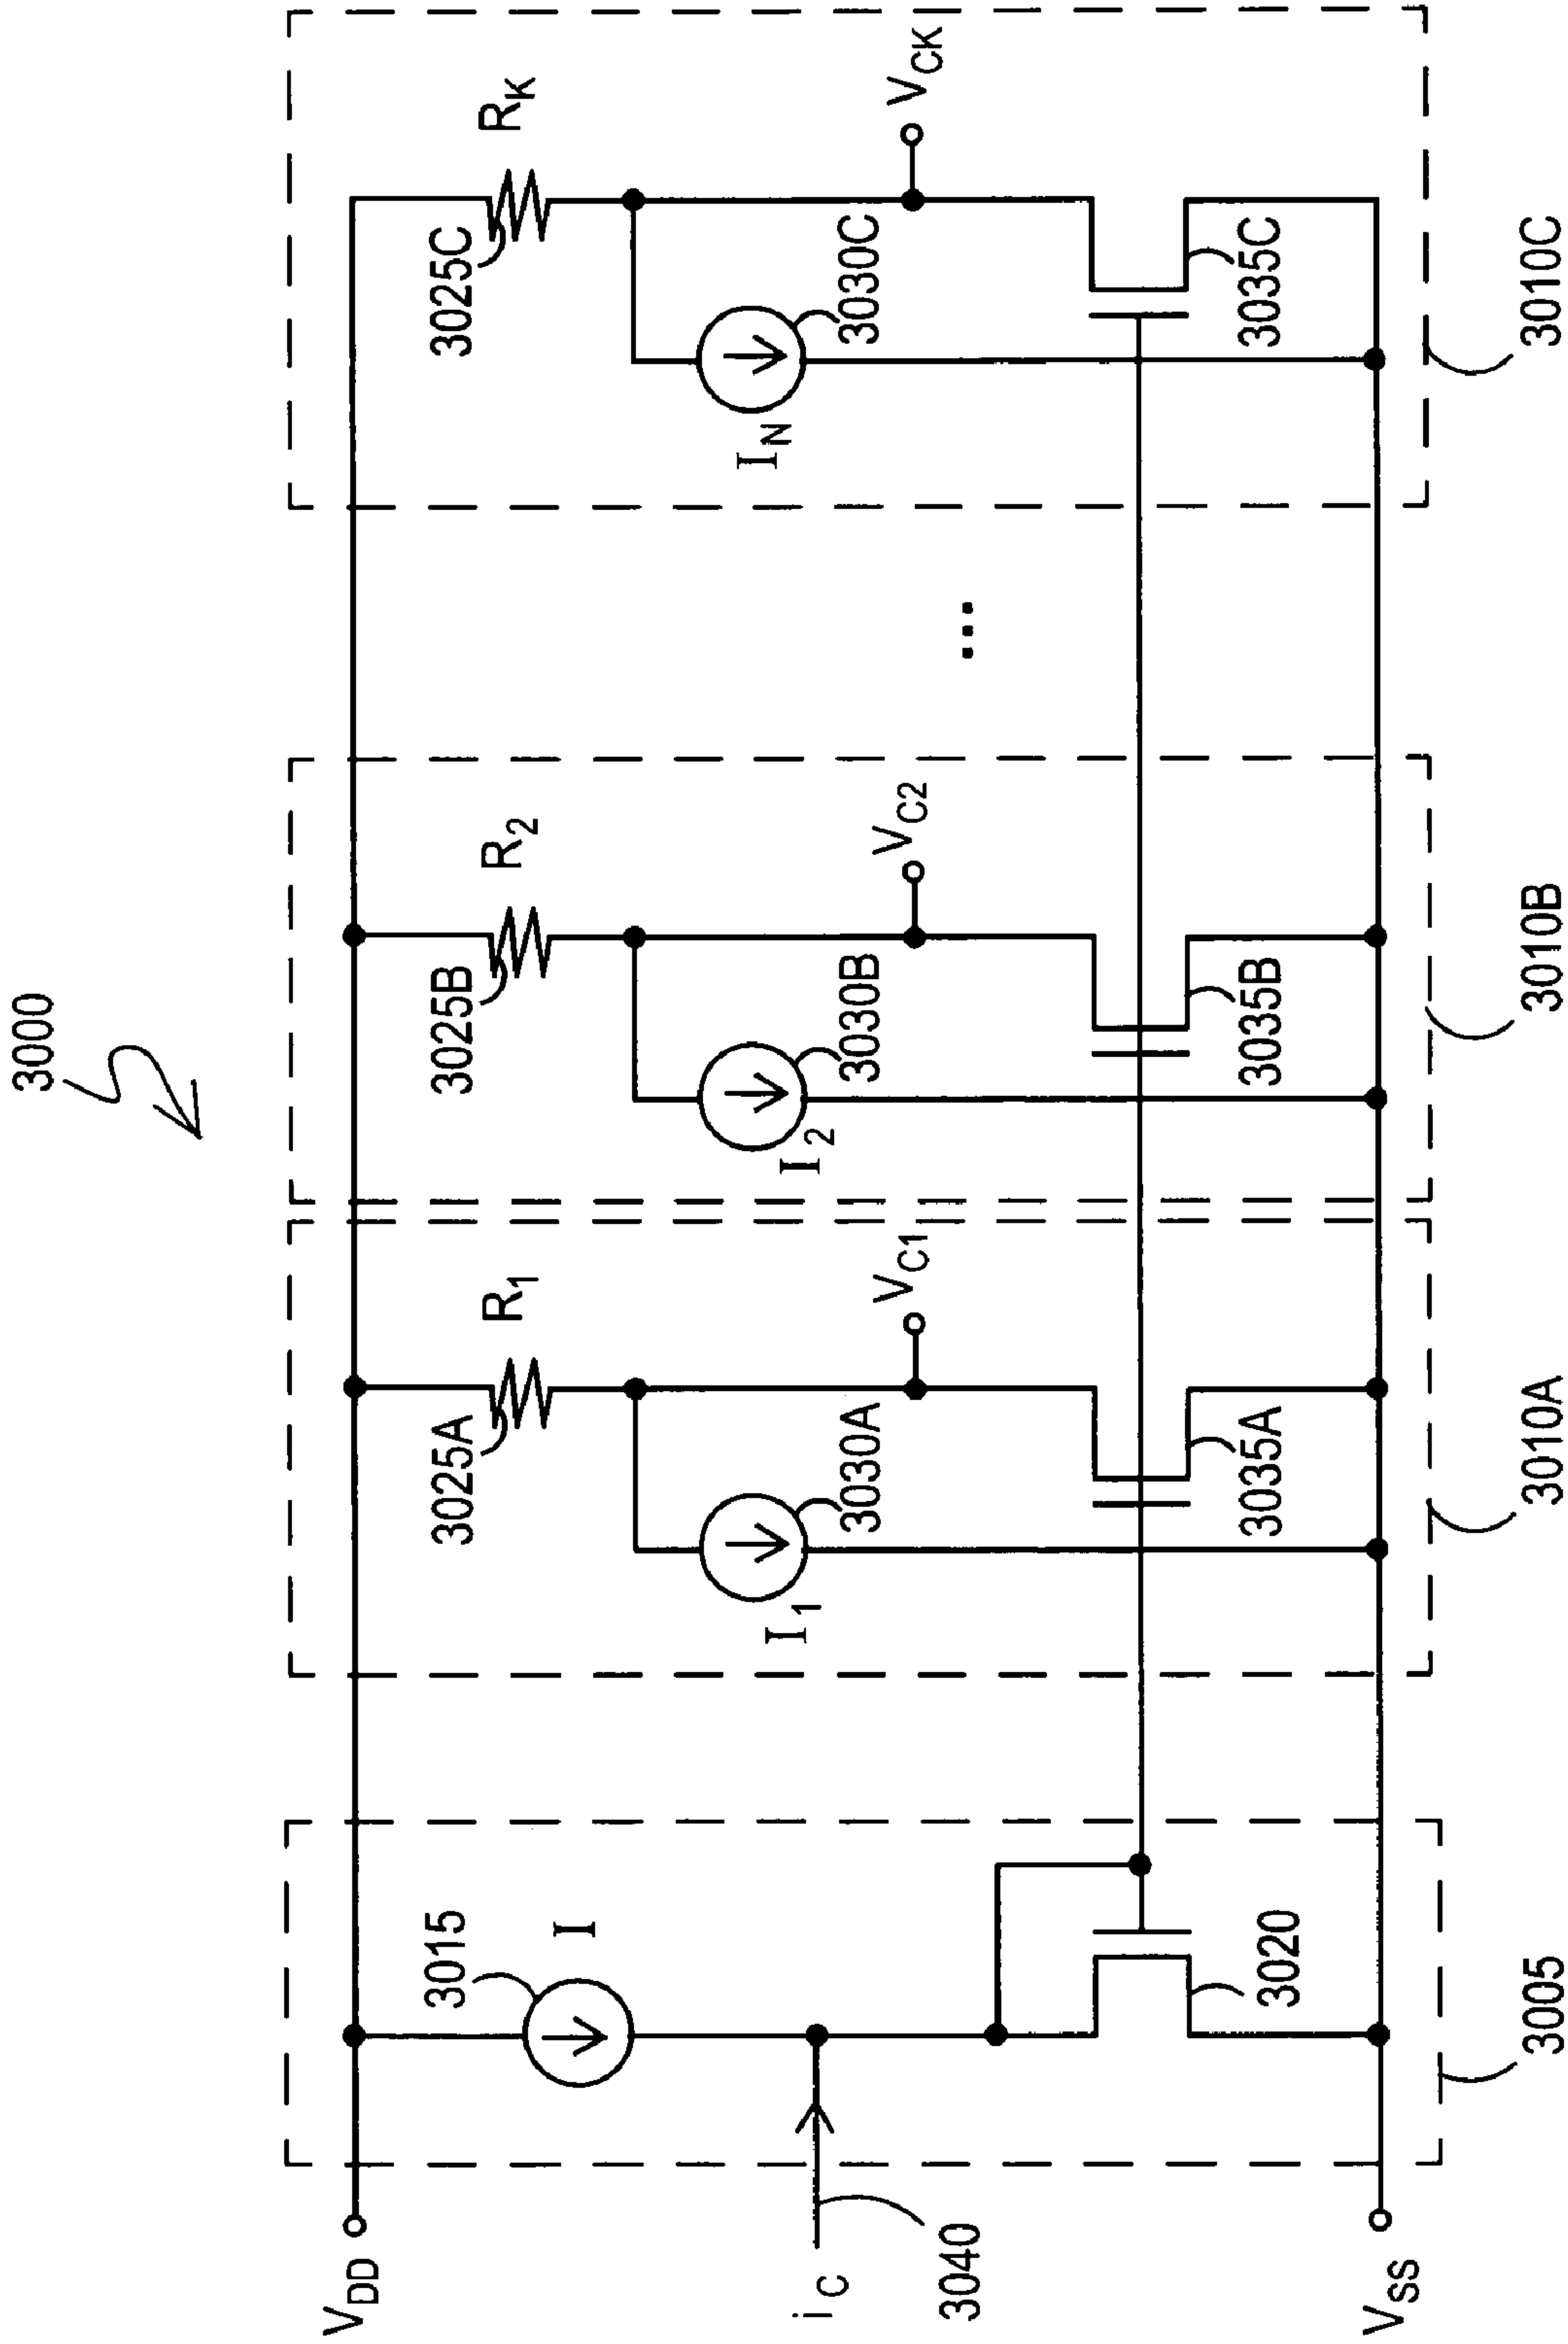 3000
V_DD
3015
I
i_C
3040
3020
V_SS
3005
R_1
3025A
V_C1
3030A
I_1
3035A
3010A
R_2
3025B
V_C2
3030B
I_2
3035B
3010B
...
R_K
3025C
V_CK
3030C
I_N
3035C
3010C